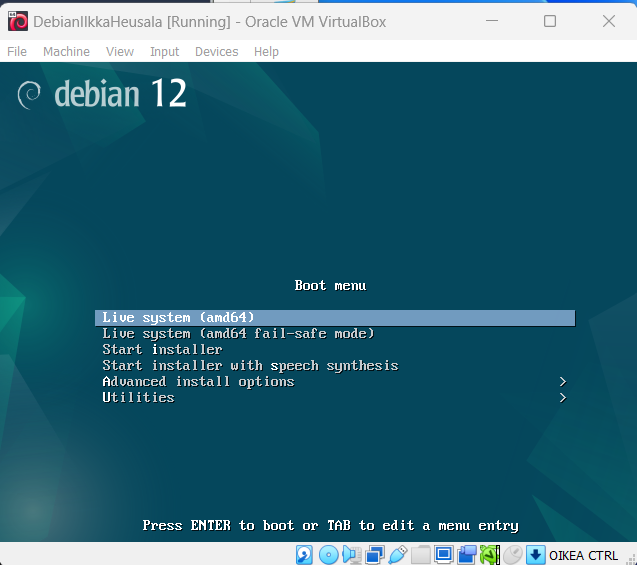 DebianIlkkaHeusala [Running] - Oracle VM VirtualBox
File Machine View Input Devices Help
debian 12
Boot menu
Live system (amd64)
Live system (amd64 fail-safe mode)
Start installer
Start installer with speech synthesis
Advanced install options >
Utilities >
Press ENTER to boot or TAB to edit a menu entry
OIKEA CTRL